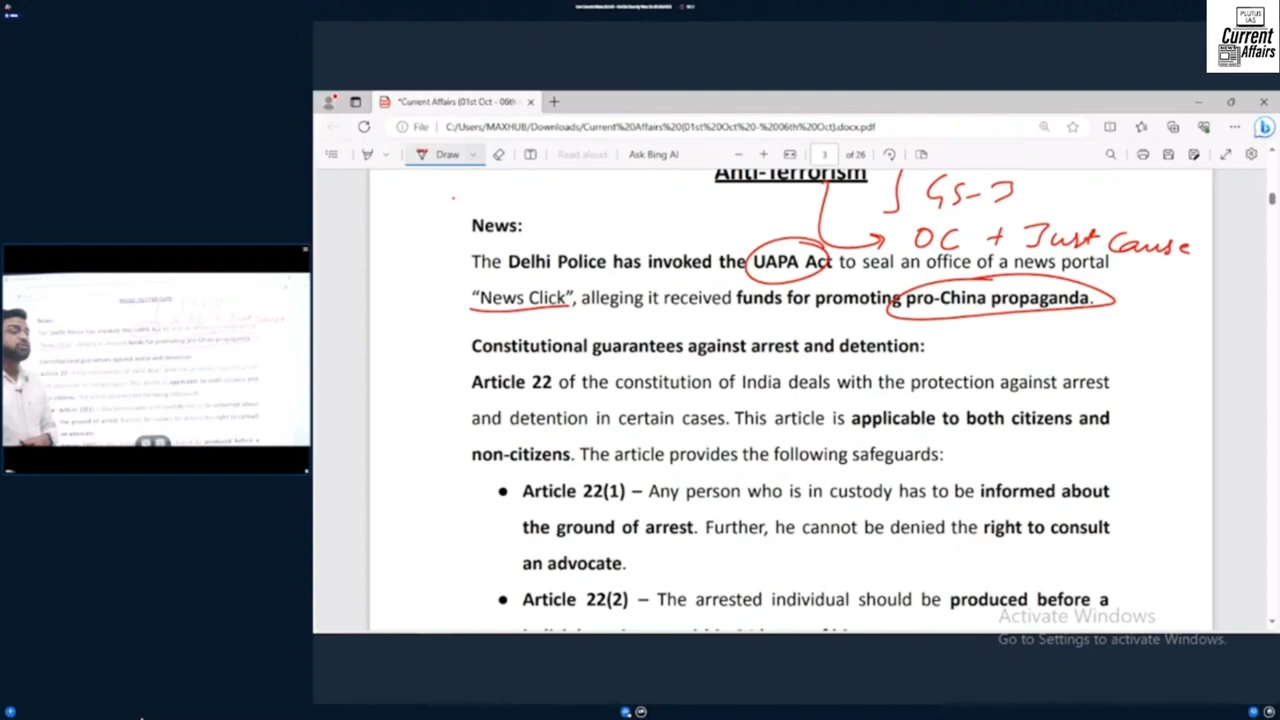 PLUTUS IAS
Current
NEWS
Affairs
*Current Affairs (01st Oct - 06th
File
C:/Users/MAXHUB/Downloads/Current%20Affairs(01st%20Oct%20-%2006th%20Oct).docx.pdf
Draw
Read aloud
Ask Bing AI
3 of 26
Anti-Terrorism
GS-3
OC + Just Cause
News:
The Delhi Police has invoked the UAPA Act to seal an office of a news portal
“News Click”, alleging it received funds for promoting pro-China propaganda.
Constitutional guarantees against arrest and detention:
Article 22 of the constitution of India deals with the protection against arrest
and detention in certain cases. This article is applicable to both citizens and
non-citizens. The article provides the following safeguards:
● Article 22(1) – Any person who is in custody has to be informed about
the ground of arrest. Further, he cannot be denied the right to consult
an advocate.
● Article 22(2) – The arrested individual should be produced before a
Activate Windows
Go to Settings to activate Windows.